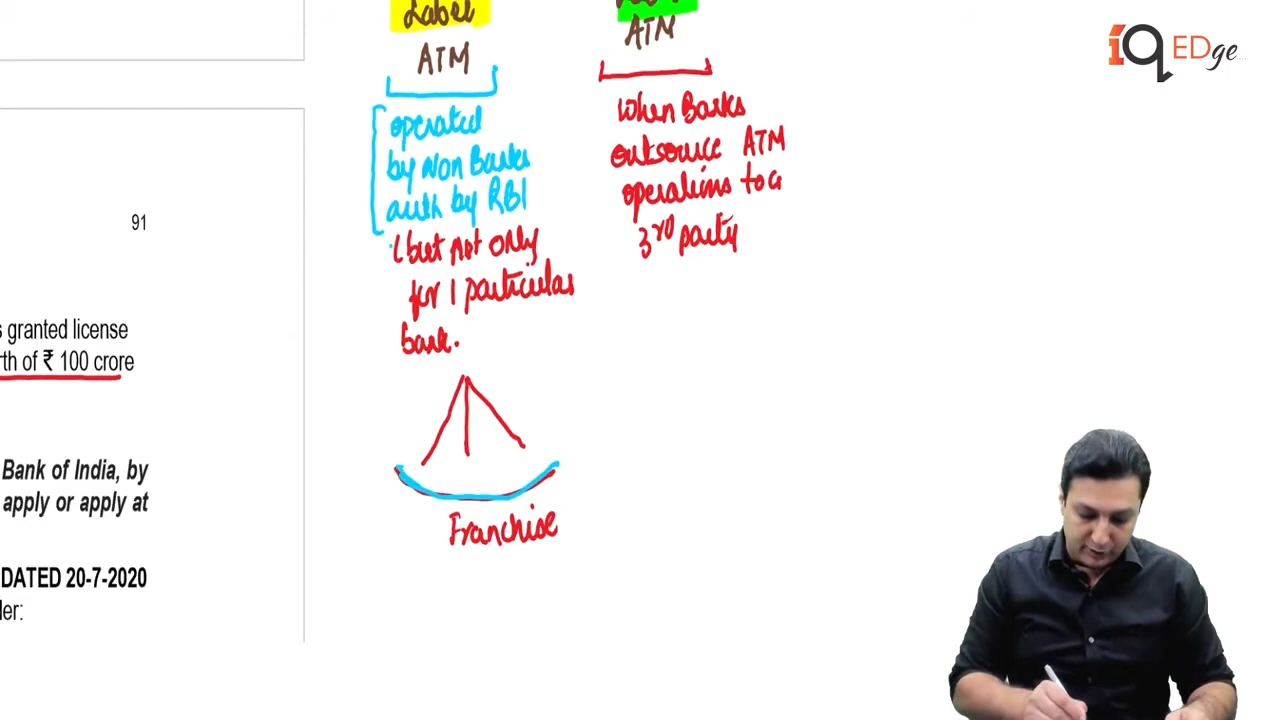 Label
ATM
operated
by Non Banks
auth by RBI
(but not only
for 1 particular
bank.
Franchise
ATM
When Banks
outsource ATM
operations to a
3rd party
iQ EDge
91
s granted license
rth of ₹ 100 crore
Bank of India, by
apply or apply at
DATED 20-7-2020
ler: